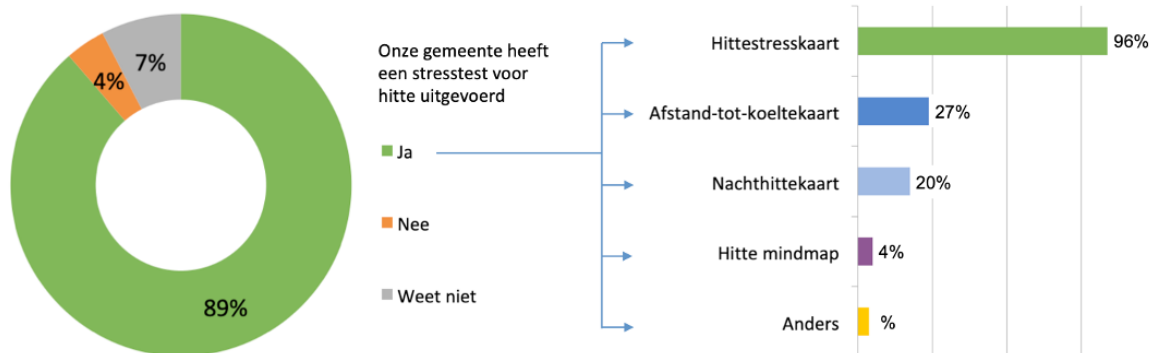 7%
4%
89%
Onze gemeente heeft
een stresstest voor
hitte uitgevoerd
Ja
Nee
Weet niet
Hittestresskaart
96%
Afstand-tot-koeltekaart
27%
Nachthittekaart
20%
Hitte mindmap
4%
Anders
%